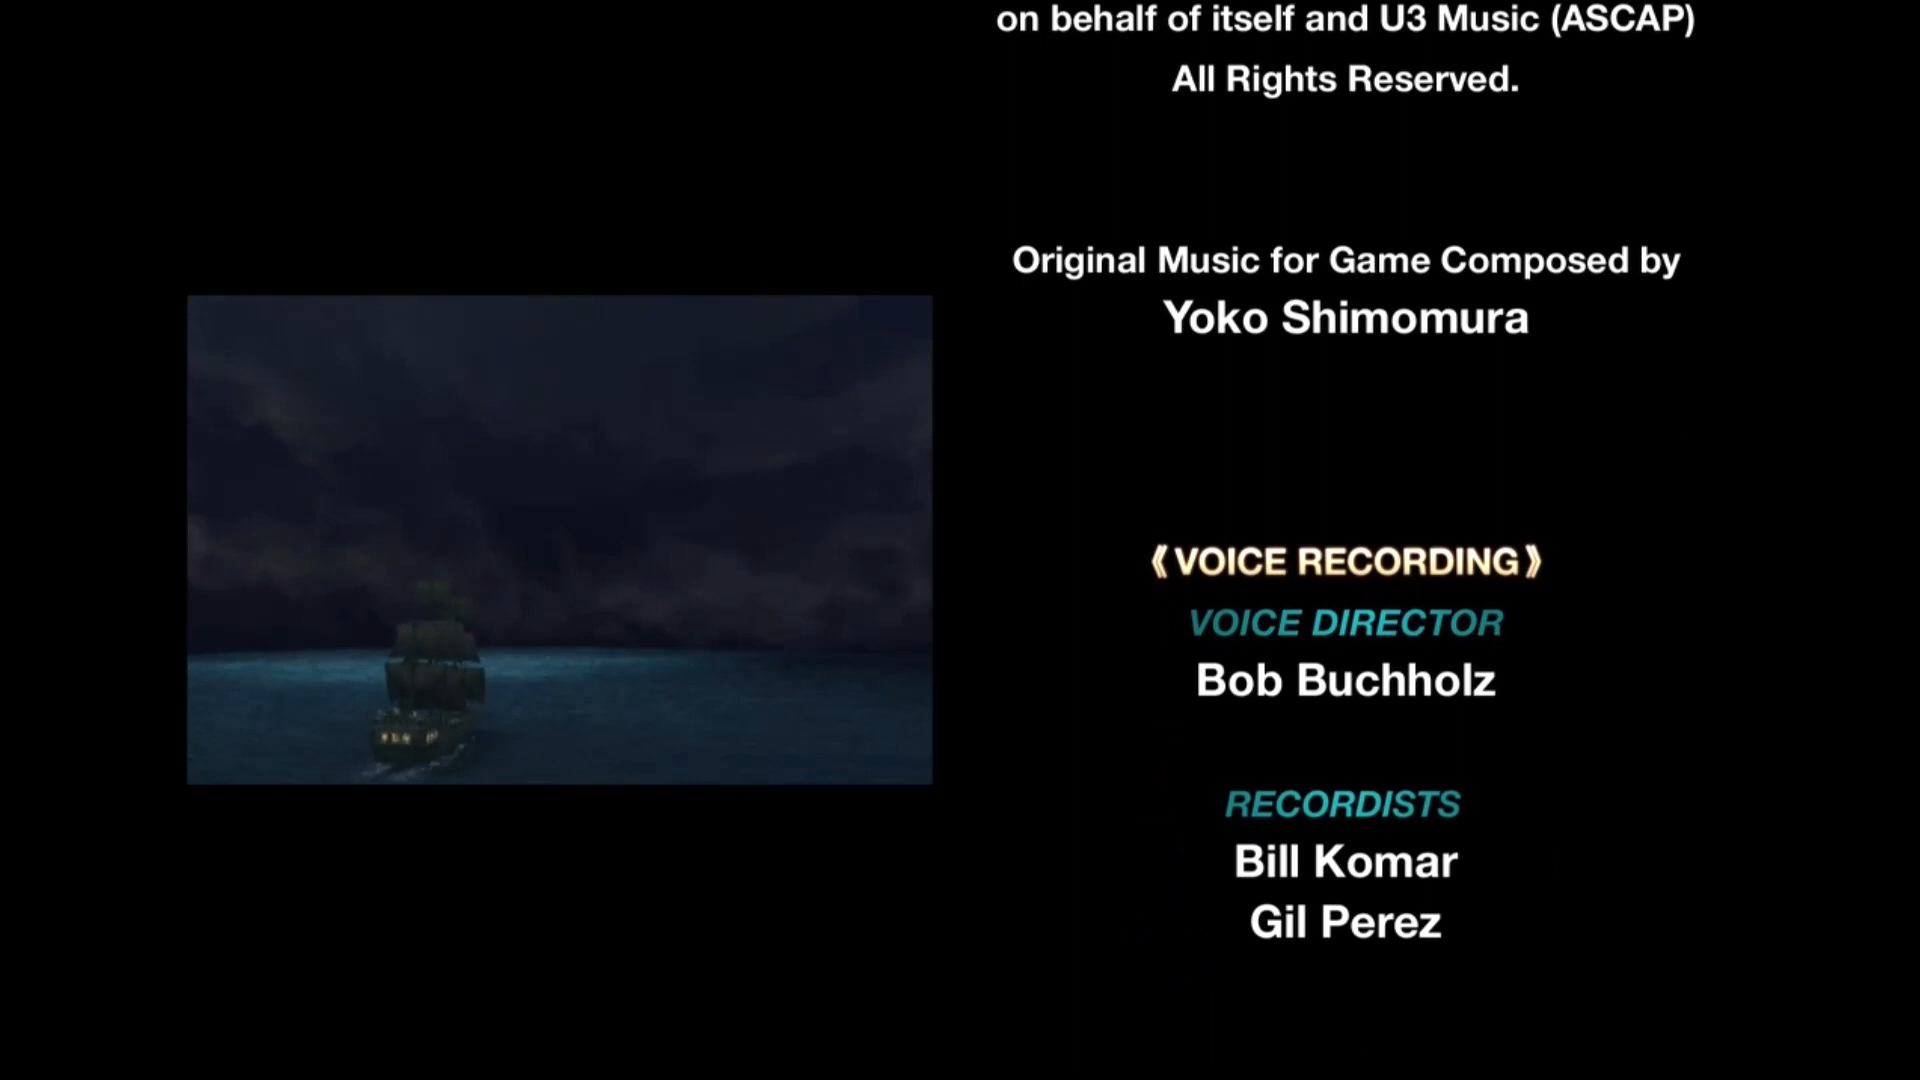 on behalf of itself and U3 Music (ASCAP)
All Rights Reserved.
Original Music for Game Composed by
Yoko Shimomura
《VOICE RECORDING》
VOICE DIRECTOR
Bob Buchholz
RECORDISTS
Bill Komar
Gil Perez